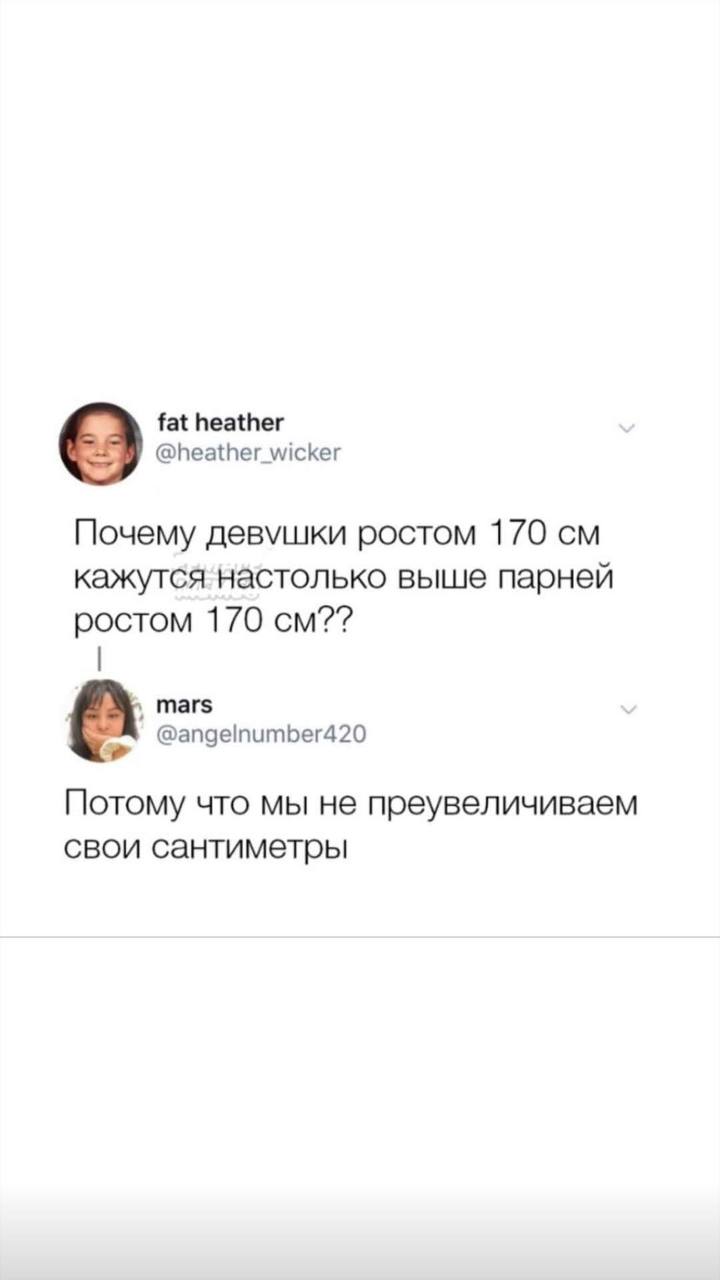 fat heather
@heather_wicker
Почему девушки ростом 170 см
кажутся настолько выше парней
ростом 170 см??
mars
@angelnumber420
Потому что мы не преувеличиваем
свои сантиметры